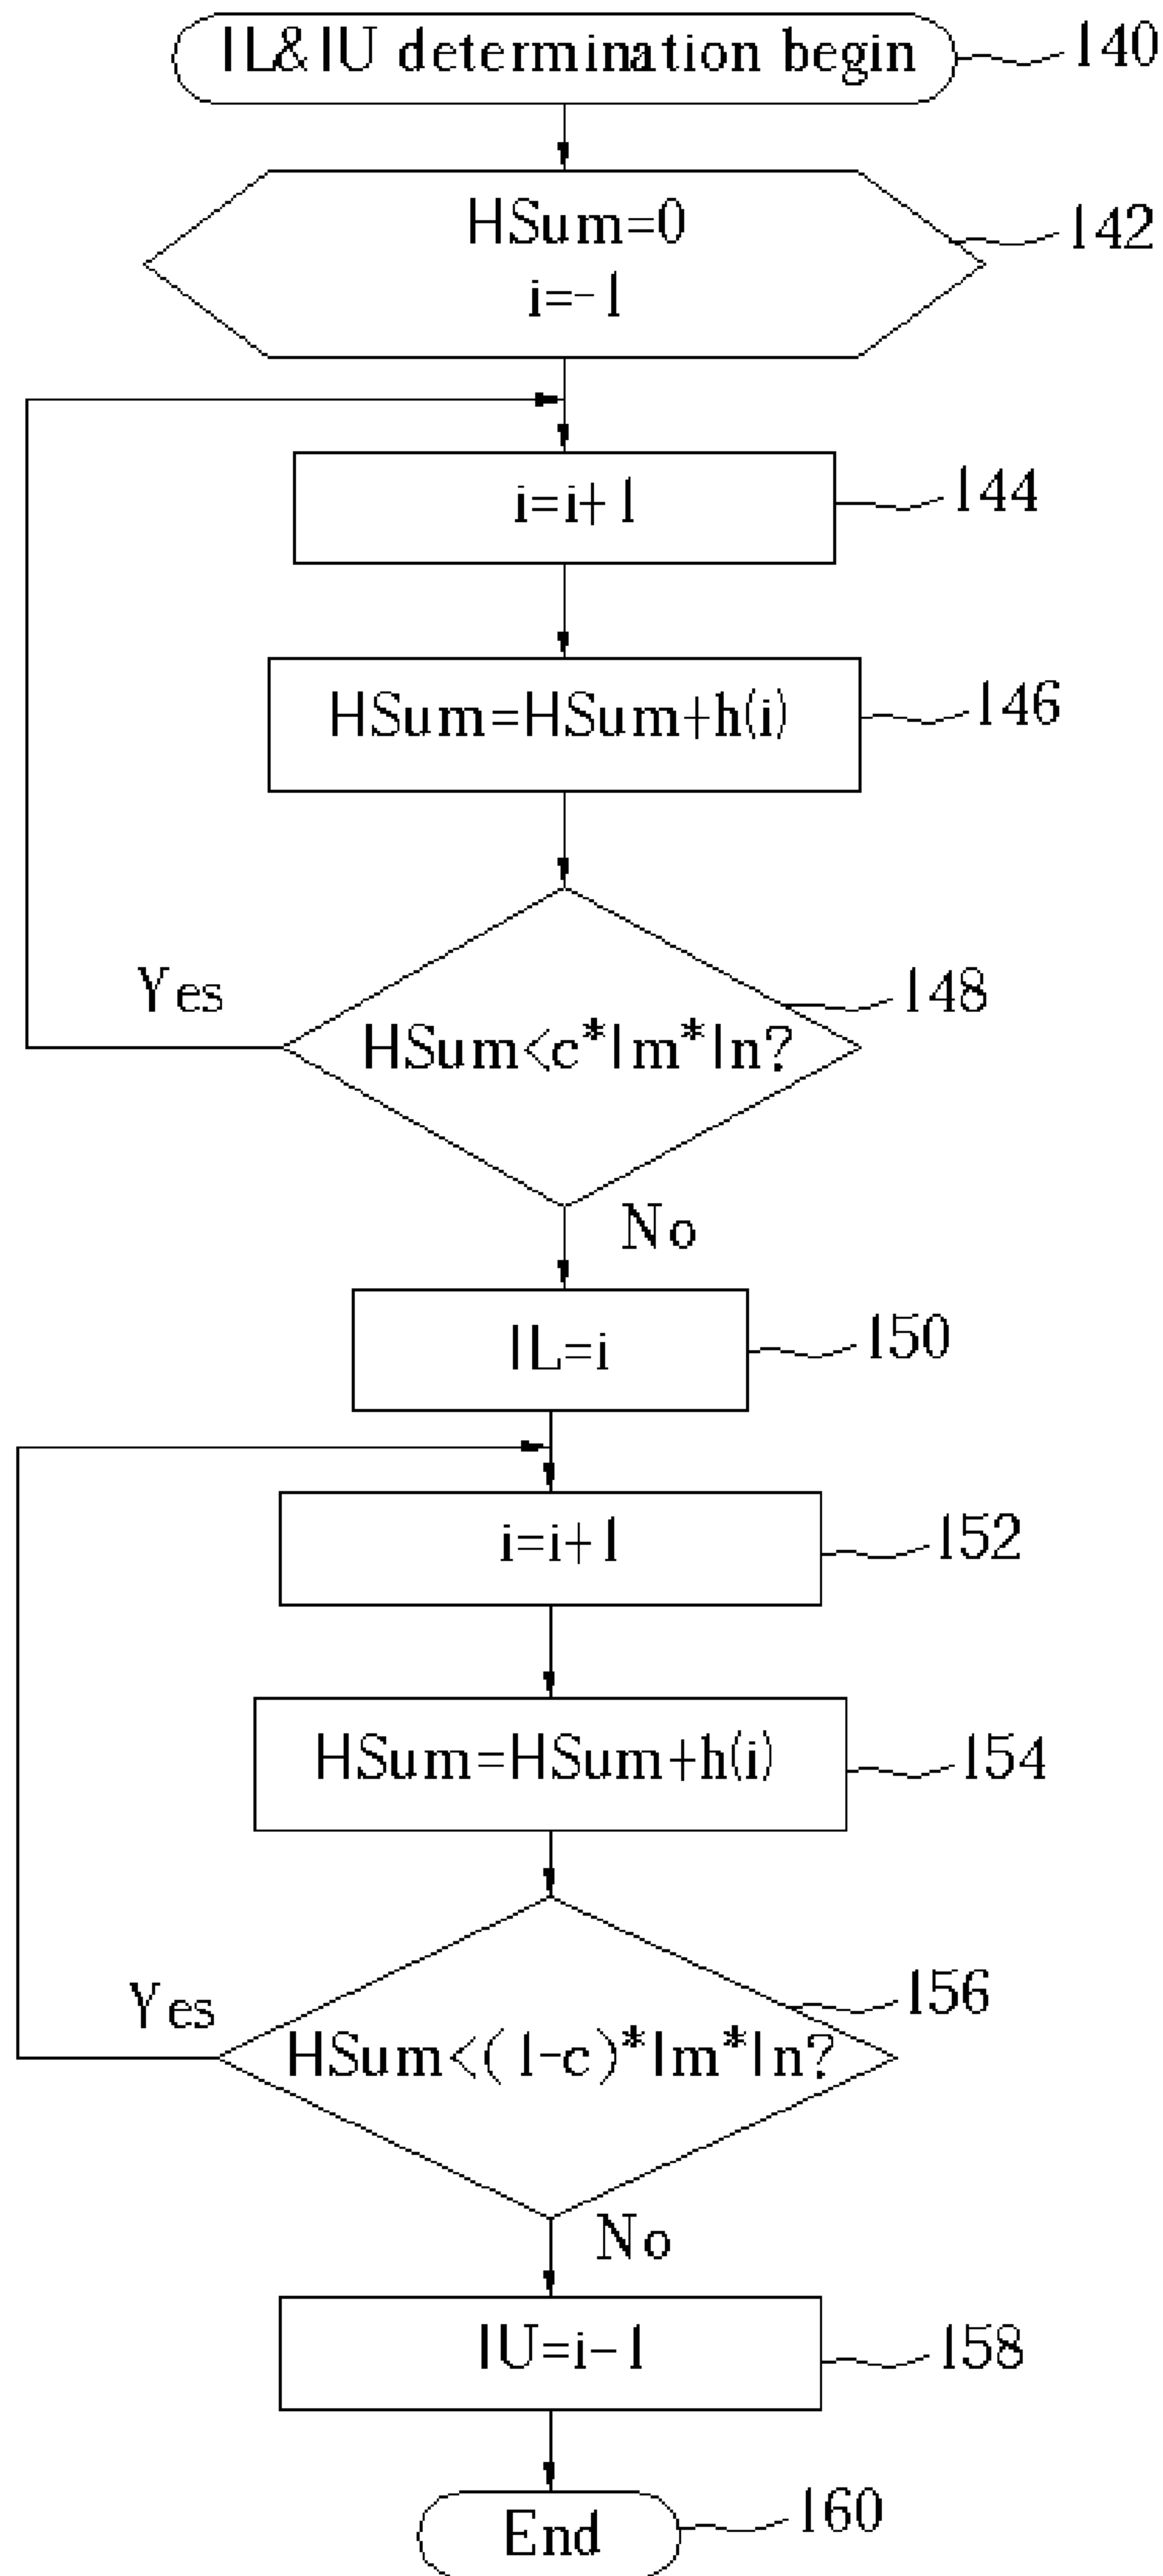 IL&IU determination begin
140
HSum=0
i=-1
142
i=i+1
144
HSum=HSum+h(i)
146
Yes
148
HSum<c*Im*In?
No
IL=i
150
i=i+1
152
HSum=HSum+h(i)
154
Yes
156
HSum<(1-c)*Im*In?
No
IU=i-1
158
End
160